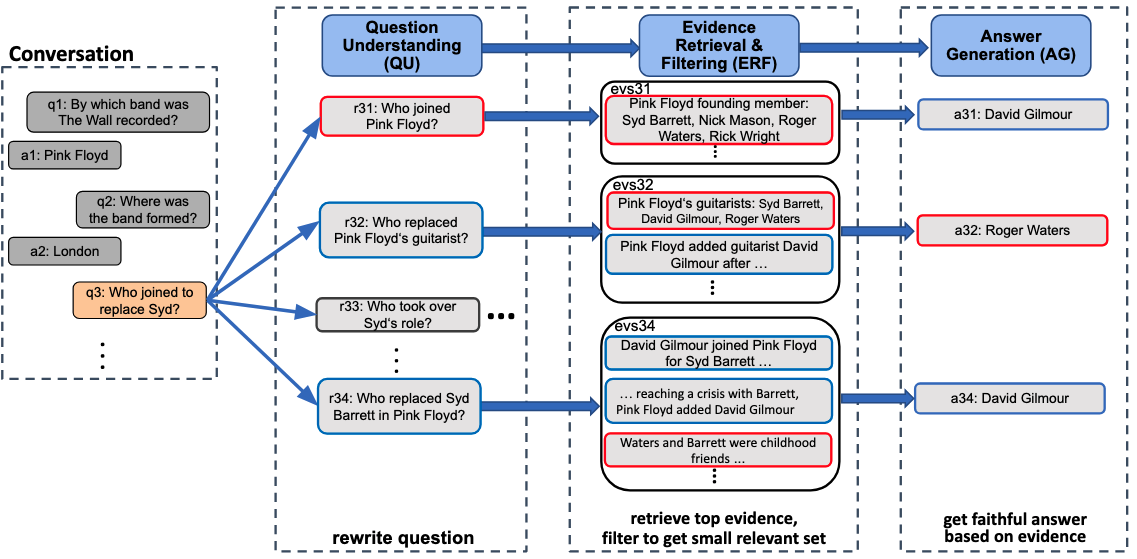 Conversation
q1: By which band was
The Wall recorded?
a1: Pink Floyd
q2: Where was
the band formed?
a2: London
q3: Who joined to
replace Syd?
Question
Understanding
(QU)
r31: Who joined
Pink Floyd?
r32: Who replaced
Pink Floyd's guitarist?
r33: Who took over
Syd's role?
r34: Who replaced Syd
Barrett in Pink Floyd?
rewrite question
Evidence
Retrieval &
Filtering (ERF)
evs31
Pink Floyd founding member:
Syd Barrett, Nick Mason, Roger
Waters, Rick Wright
evs32
Pink Floyd's guitarists: Syd Barrett,
David Gilmour, Roger Waters
Pink Floyd added guitarist David
Gilmour after ...
evs34
David Gilmour joined Pink Floyd
for Syd Barrett ...
... reaching a crisis with Barrett,
Pink Floyd added David Gilmour
Waters and Barrett were childhood
friends ...
retrieve top evidence,
filter to get small relevant set
Answer
Generation (AG)
a31: David Gilmour
a32: Roger Waters
a34: David Gilmour
get faithful answer
based on evidence